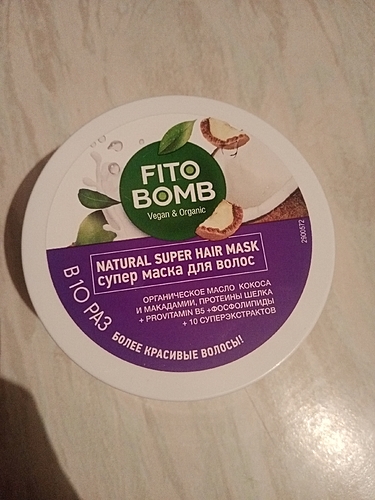 FITO
BOMB
Vegan & Organic
2900572
NATURAL SUPER HAIR MASK
супер маска для волос
ОРГАНИЧЕСКОЕ МАСЛО КОКОСА
И МАКАДАМИИ, ПРОТЕИНЫ ШЕЛКА
+ PROVITAMIN B5 +ФОСФОЛИПИДЫ
+ 10 СУПЕРЭКСТРАКТОВ
В 10 РАЗ
БОЛЕЕ КРАСИВЫЕ ВОЛОСЫ!